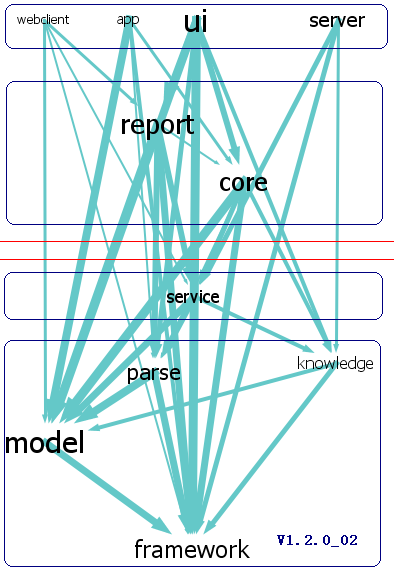 webclient app ui server
report
core
service
knowledge
parse
model
V1.2.0_02
framework